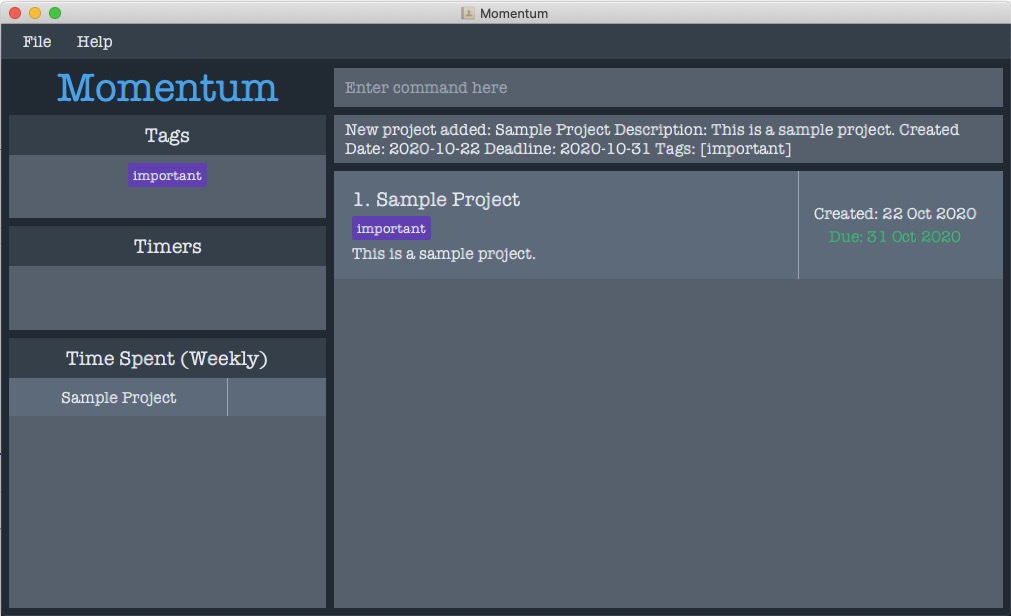 Momentum
File Help
Momentum
Tags
important
Timers
Time Spent (Weekly)
Sample Project
Enter command here
New project added: Sample Project Description: This is a sample project. Created
Date: 2020-10-22 Deadline: 2020-10-31 Tags: [important]
1. Sample Project
important
This is a sample project.
Created: 22 Oct 2020
Due: 31 Oct 2020